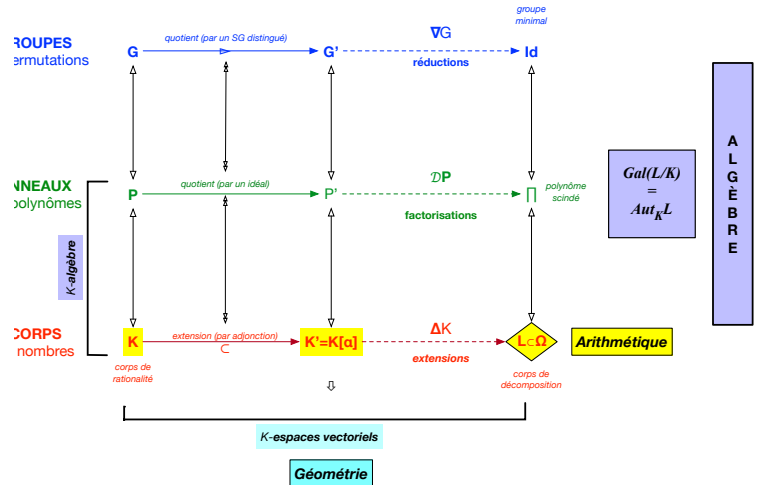 groupe
minimal
quotient (par un SG distingué)
∇G
ROUPES
ermutations
G
G’
réductions
Id
A
L
G
È
B
R
E
Gal(L/K)
=
Aut_K L
NNEAUX
polynômes
quotient (par un idéal)
𝒟P
P
P’
factorisations
∏
polynôme
scindé
K-algèbre
CORPS
nombres
extension (par adjonction)
⊂
ΔK
K
K’=K[α]
extensions
L⊂Ω
Arithmétique
corps de
rationalité
corps de
décomposition
K-espaces vectoriels
Géométrie